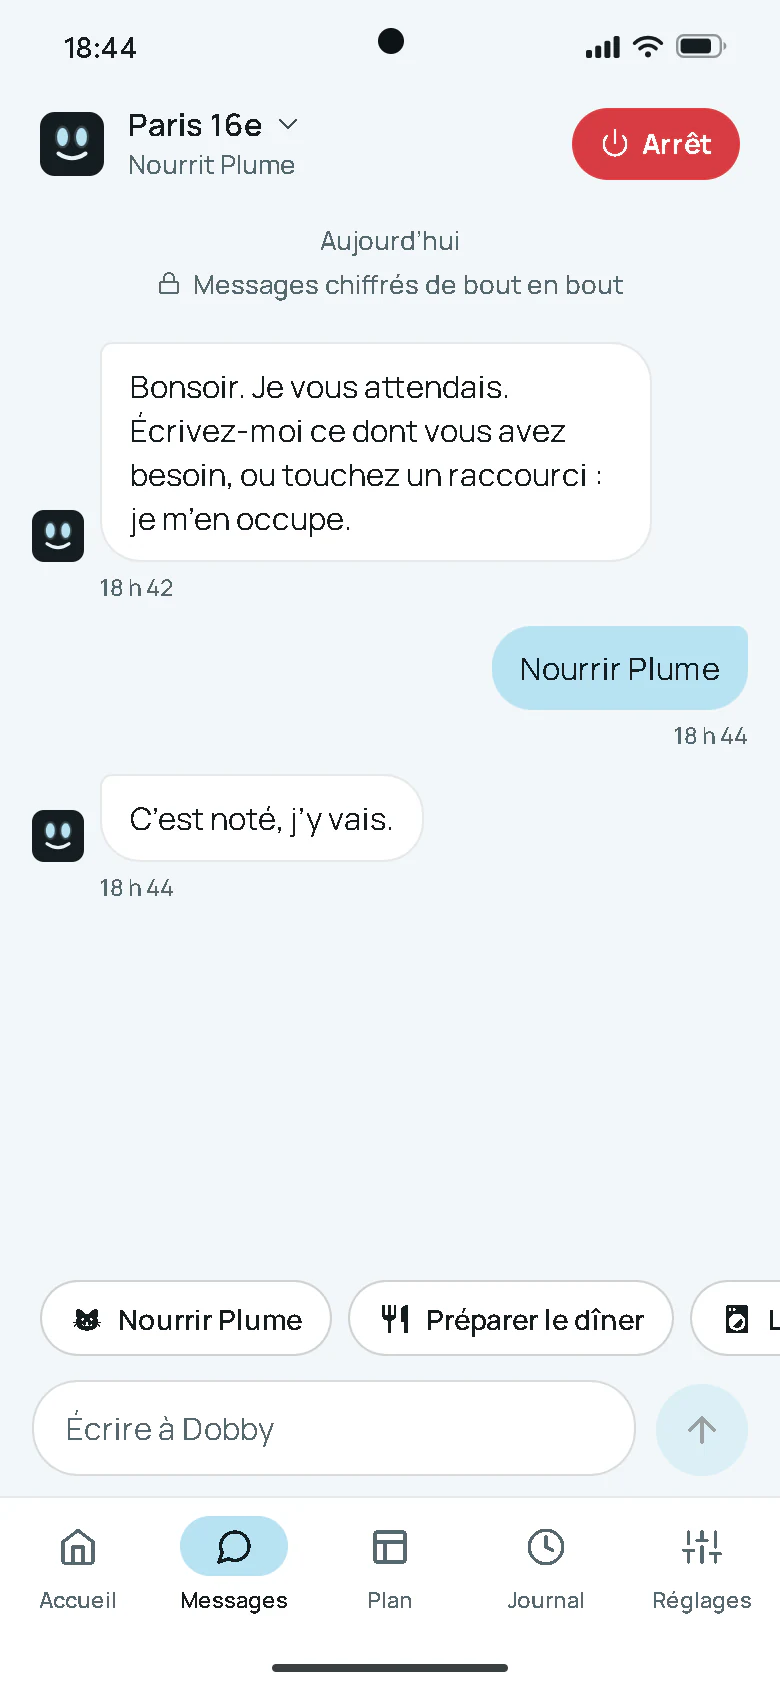 18:44
Paris 16e
Nourrit Plume
Arrêt
Aujourd’hui
Messages chiffrés de bout en bout
Bonsoir. Je vous attendais.
Écrivez-moi ce dont vous avez
besoin, ou touchez un raccourci :
je m’en occupe.
18 h 42
Nourrir Plume
18 h 44
C’est noté, j’y vais.
18 h 44
Nourrir Plume
Préparer le dîner
L
Écrire à Dobby
Accueil
Messages
Plan
Journal
Réglages